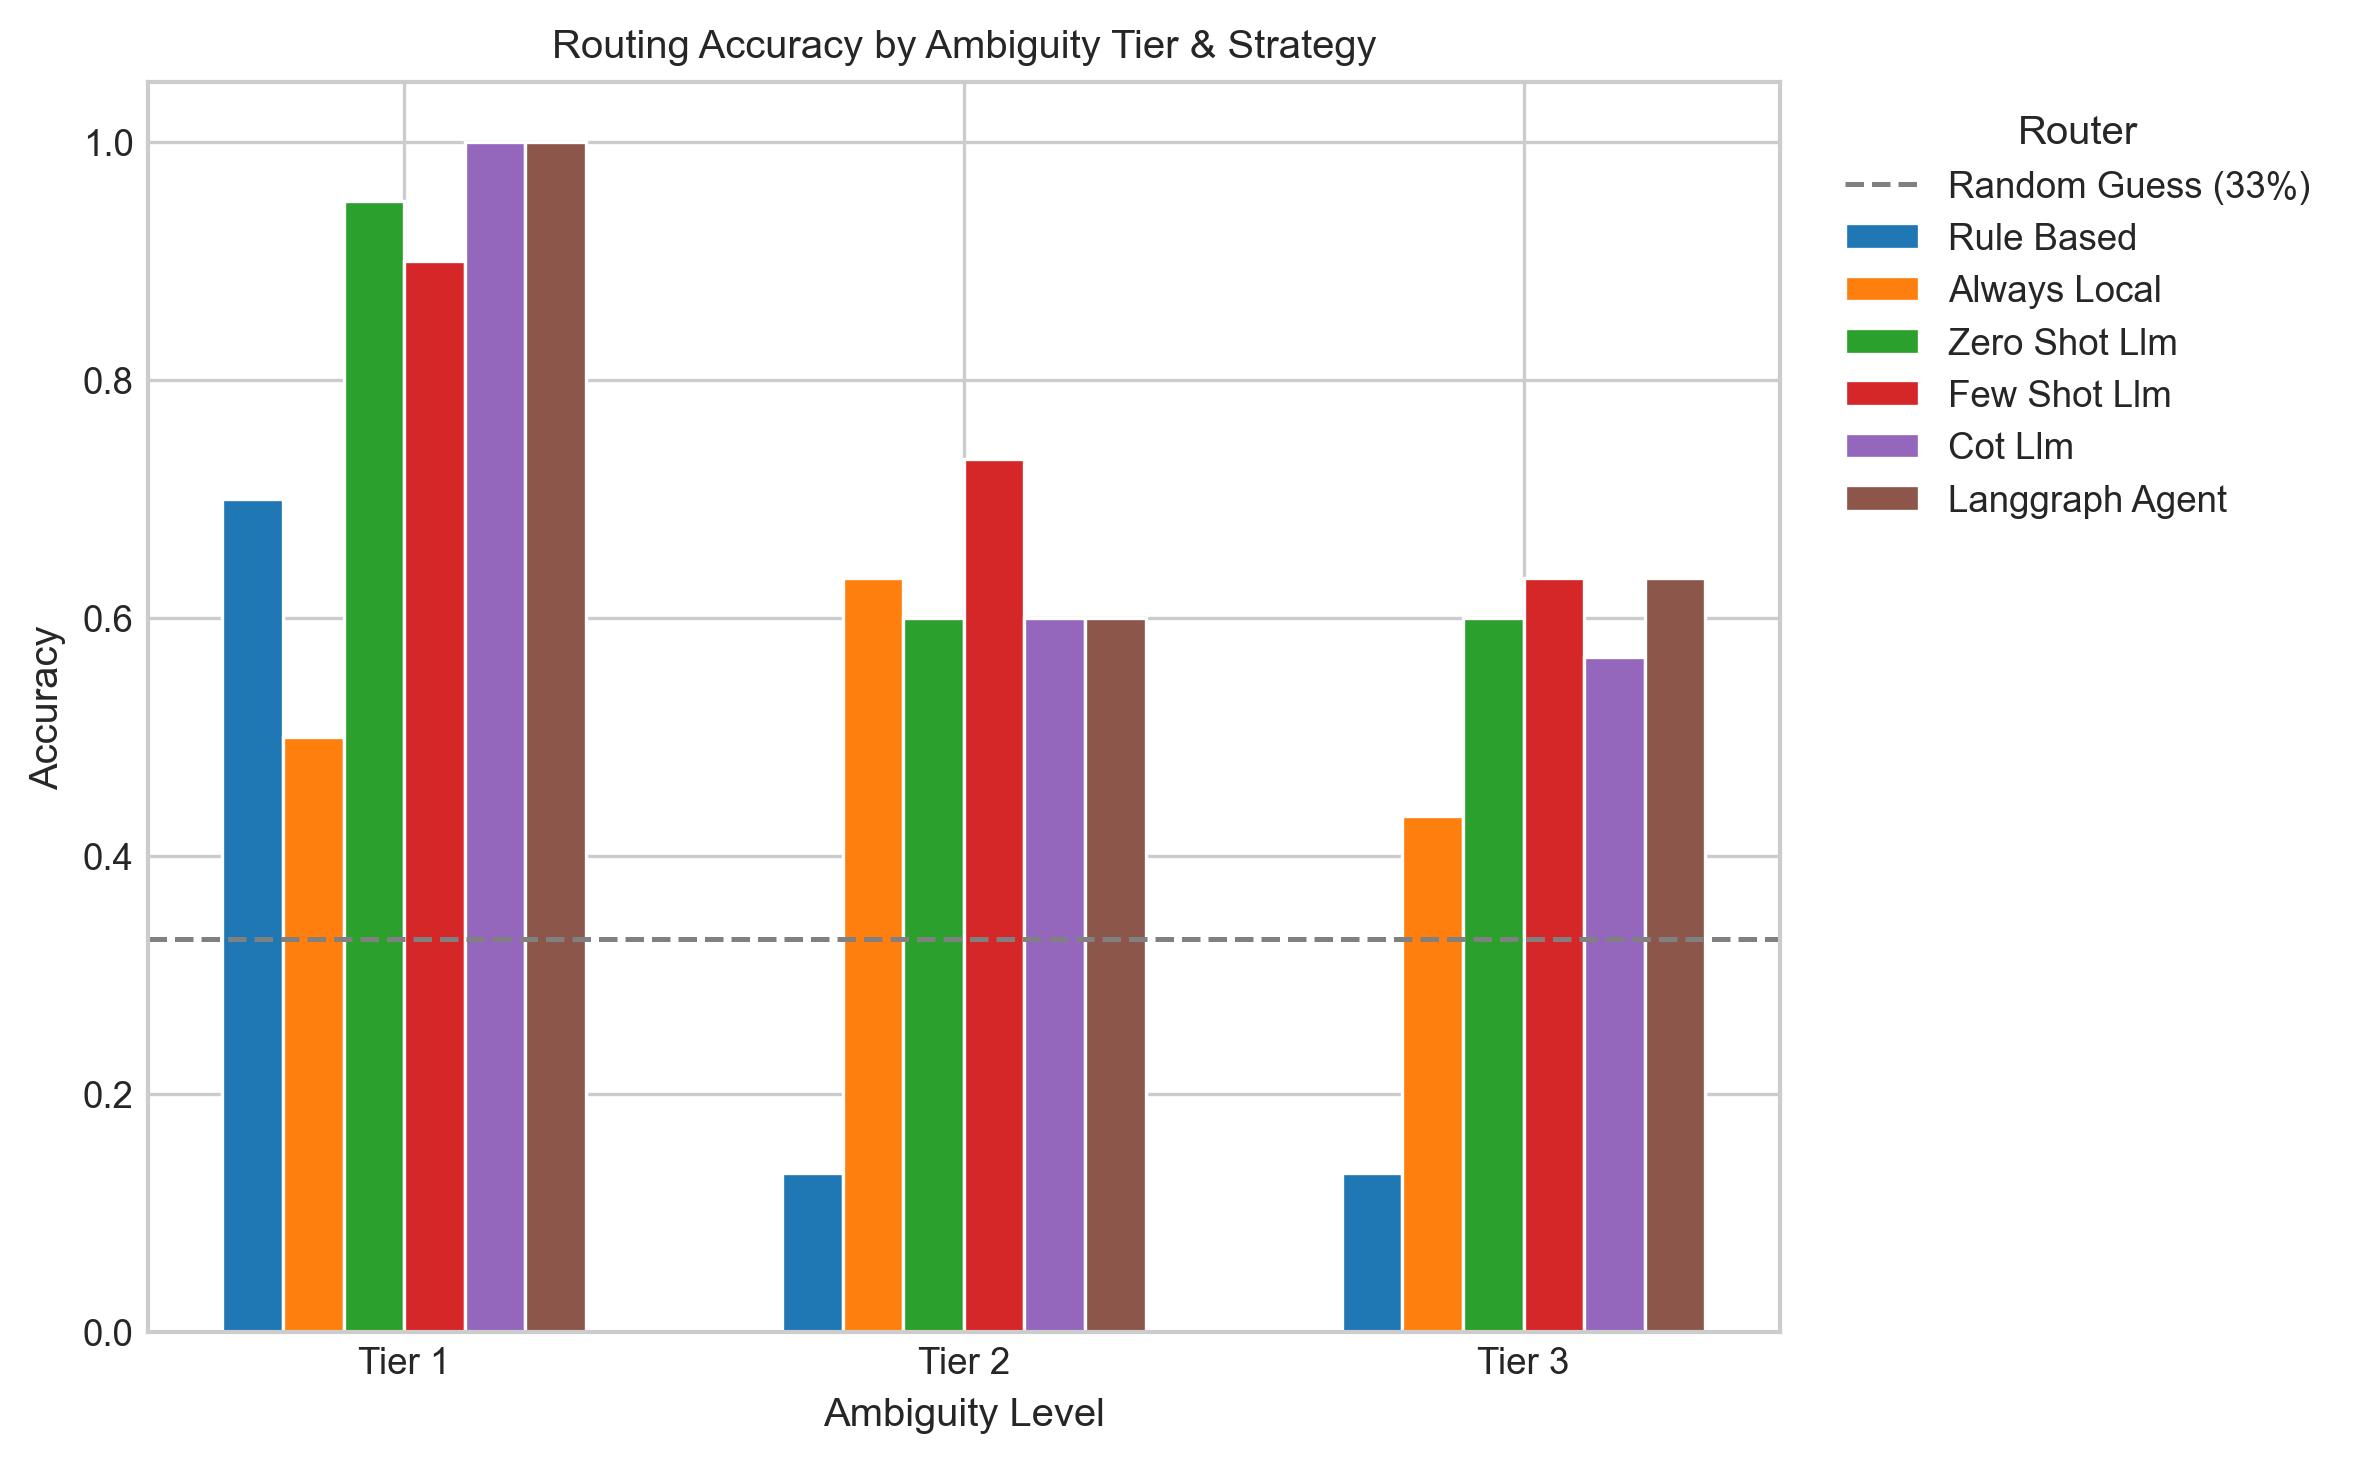 Routing Accuracy by Ambiguity Tier & Strategy
Accuracy
1.0
0.8
0.6
0.4
0.2
0.0
Tier 1
Tier 2
Tier 3
Ambiguity Level
Router
Random Guess (33%)
Rule Based
Always Local
Zero Shot Llm
Few Shot Llm
Cot Llm
Langgraph Agent